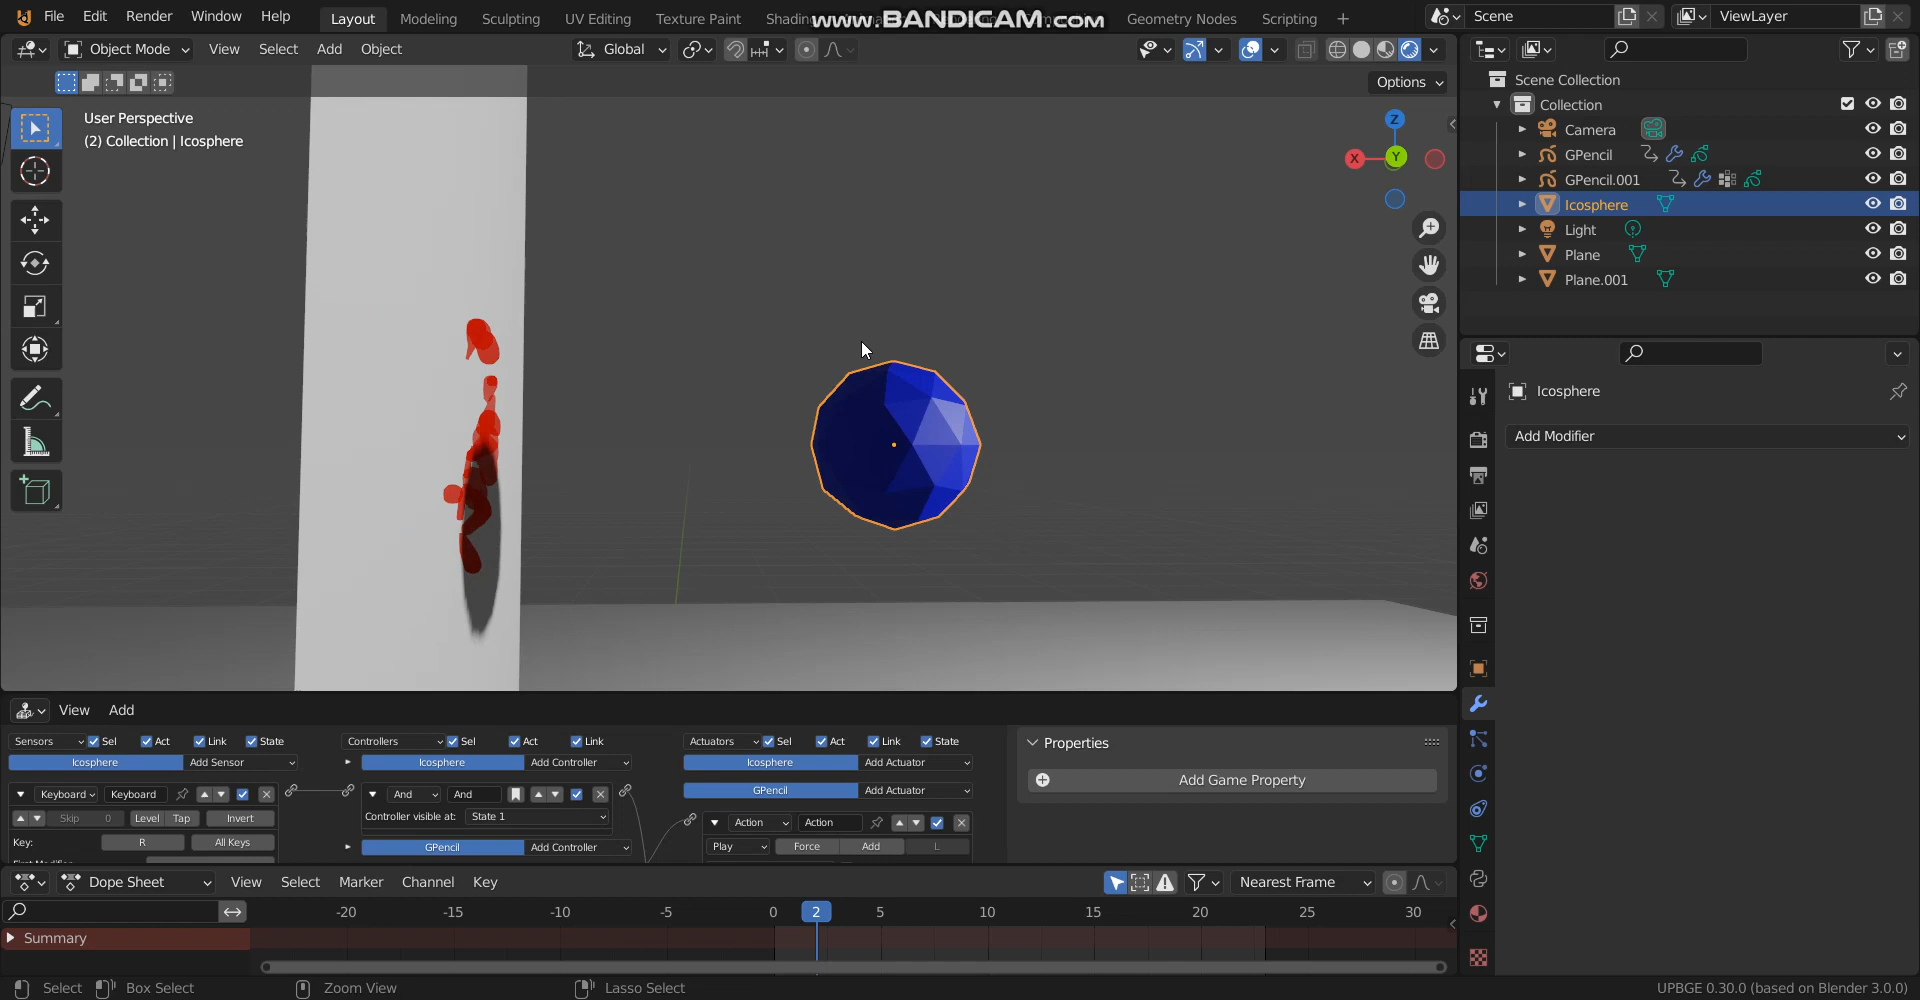 File Edit Render Window Help Layout Modeling Sculpting UV Editing Texture Paint Shading Geometry Nodes Scripting Scene ViewLayer
www.BANDICAM.com
Object Mode View Select Add Object Global
Options
User Perspective
(2) Collection | Icosphere
Z
X Y
Scene Collection
Collection
Camera
GPencil
GPencil.001
Icosphere
Light
Plane
Plane.001
Icosphere
Add Modifier
View Add
Sensors Sel Act Link State Controllers Sel Act Link Actuators Sel Act Link State
Icosphere Add Sensor Icosphere Add Controller Icosphere Add Actuator
GPencil Add Actuator
Keyboard Keyboard And And
Skip 0 Level Tap Invert Controller visible at: State 1
Action Action
Key: R All Keys GPencil Add Controller Play Force Add L
Properties
Add Game Property
Dope Sheet View Select Marker Channel Key Nearest Frame
-20 -15 -10 -5 0 2 5 10 15 20 25 30
Summary
Select Box Select Zoom View Lasso Select UPBGE 0.30.0 (based on Blender 3.0.0)